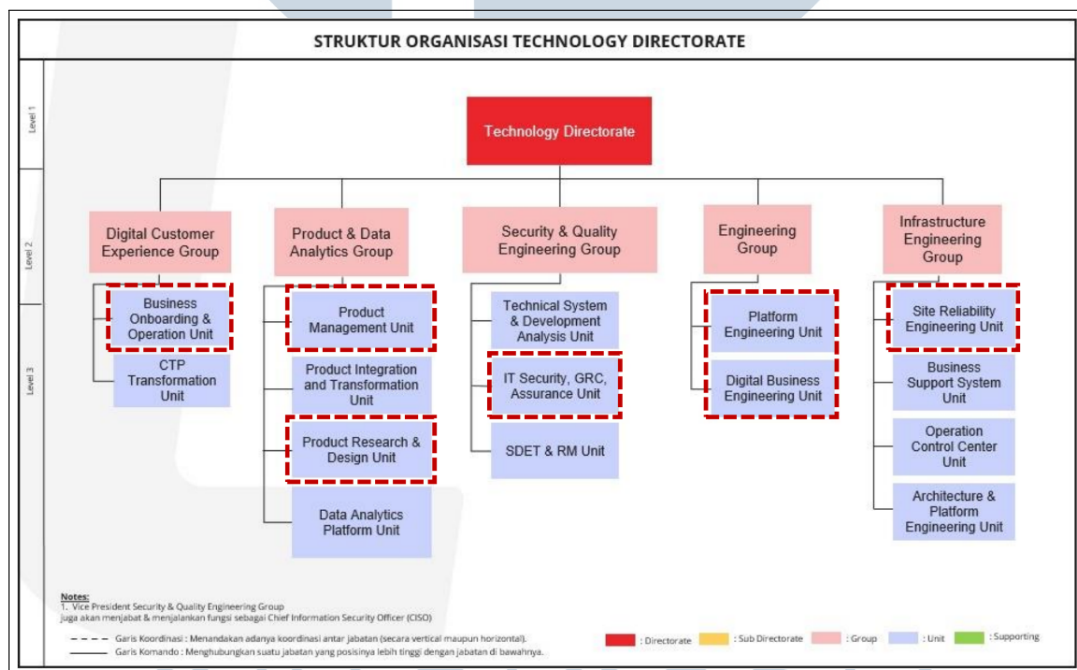 STRUKTUR ORGANISASI TECHNOLOGY DIRECTORATE
Level 1
Level 2
Level 3
Technology Directorate
Digital Customer
Experience Group
Product & Data
Analytics Group
Security & Quality
Engineering Group
Engineering
Group
Infrastructure
Engineering
Group
Business
Onboarding &
Operation Unit
CTP
Transformation
Unit
Product
Management Unit
Product Integration
and Transformation
Unit
Product Research &
Design Unit
Data Analytics
Platform Unit
Technical System
& Development
Analysis Unit
IT Security, GRC,
Assurance Unit
SDET & RM Unit
Platform
Engineering Unit
Digital Business
Engineering Unit
Site Reliability
Engineering Unit
Business
Support System
Unit
Operation
Control Center
Unit
Architecture &
Platform
Engineering Unit
Notes:
1. Vice President Security & Quality Engineering Group
juga akan menjabat & menjalankan fungsi sebagai Chief Information Security Officer (CISO)
Garis Koordinasi : Menandakan adanya koordinasi antar jabatan (secara vertical maupun horizontal).
Garis Komando : Menghubungkan suatu jabatan yang posisinya lebih tinggi dengan jabatan di bawahnya.
: Directorate
: Sub Directorate
: Group
: Unit
: Supporting